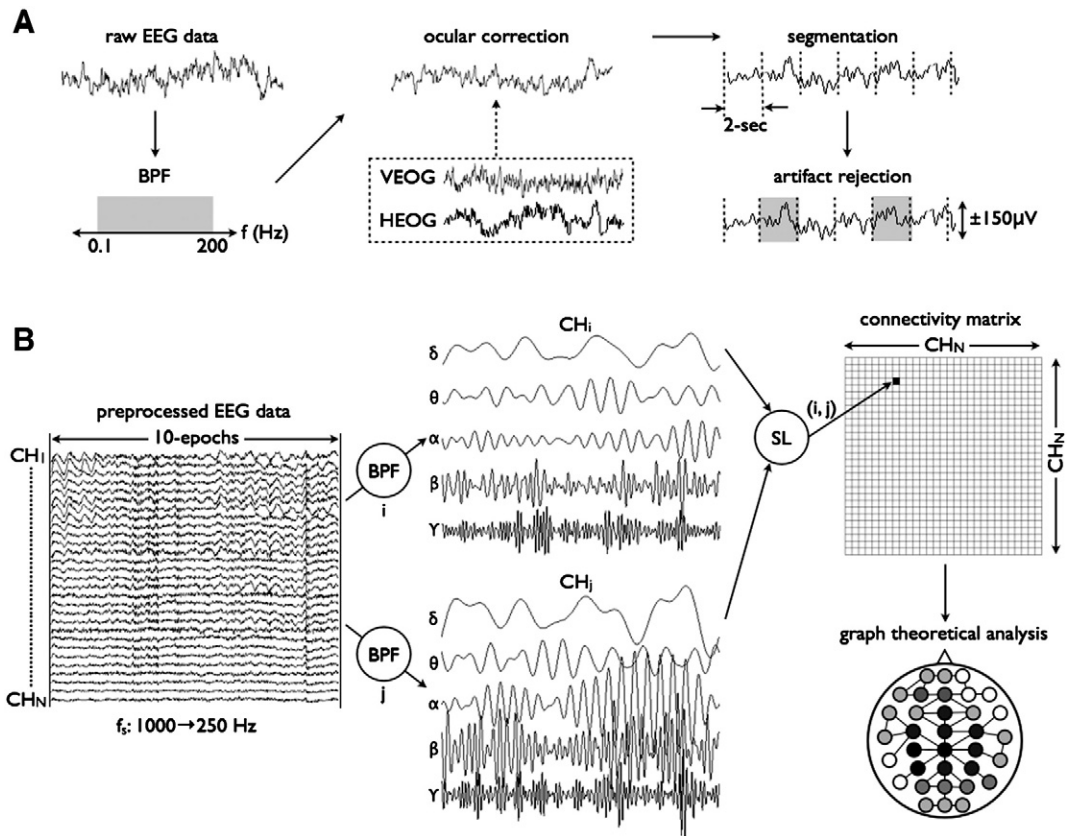 A
raw EEG data
ocular correction
segmentation
2-sec
BPF
0.1
200
f (Hz)
VEOG
HEOG
artifact rejection
±150μV
B
preprocessed EEG data
10-epochs
CH1
CHN
fs: 1000→250 Hz
BPF
i
BPF
j
CHi
δ
θ
α
β
γ
CHj
δ
θ
α
β
γ
SL
(i, j)
connectivity matrix
CHN
CHN
graph theoretical analysis